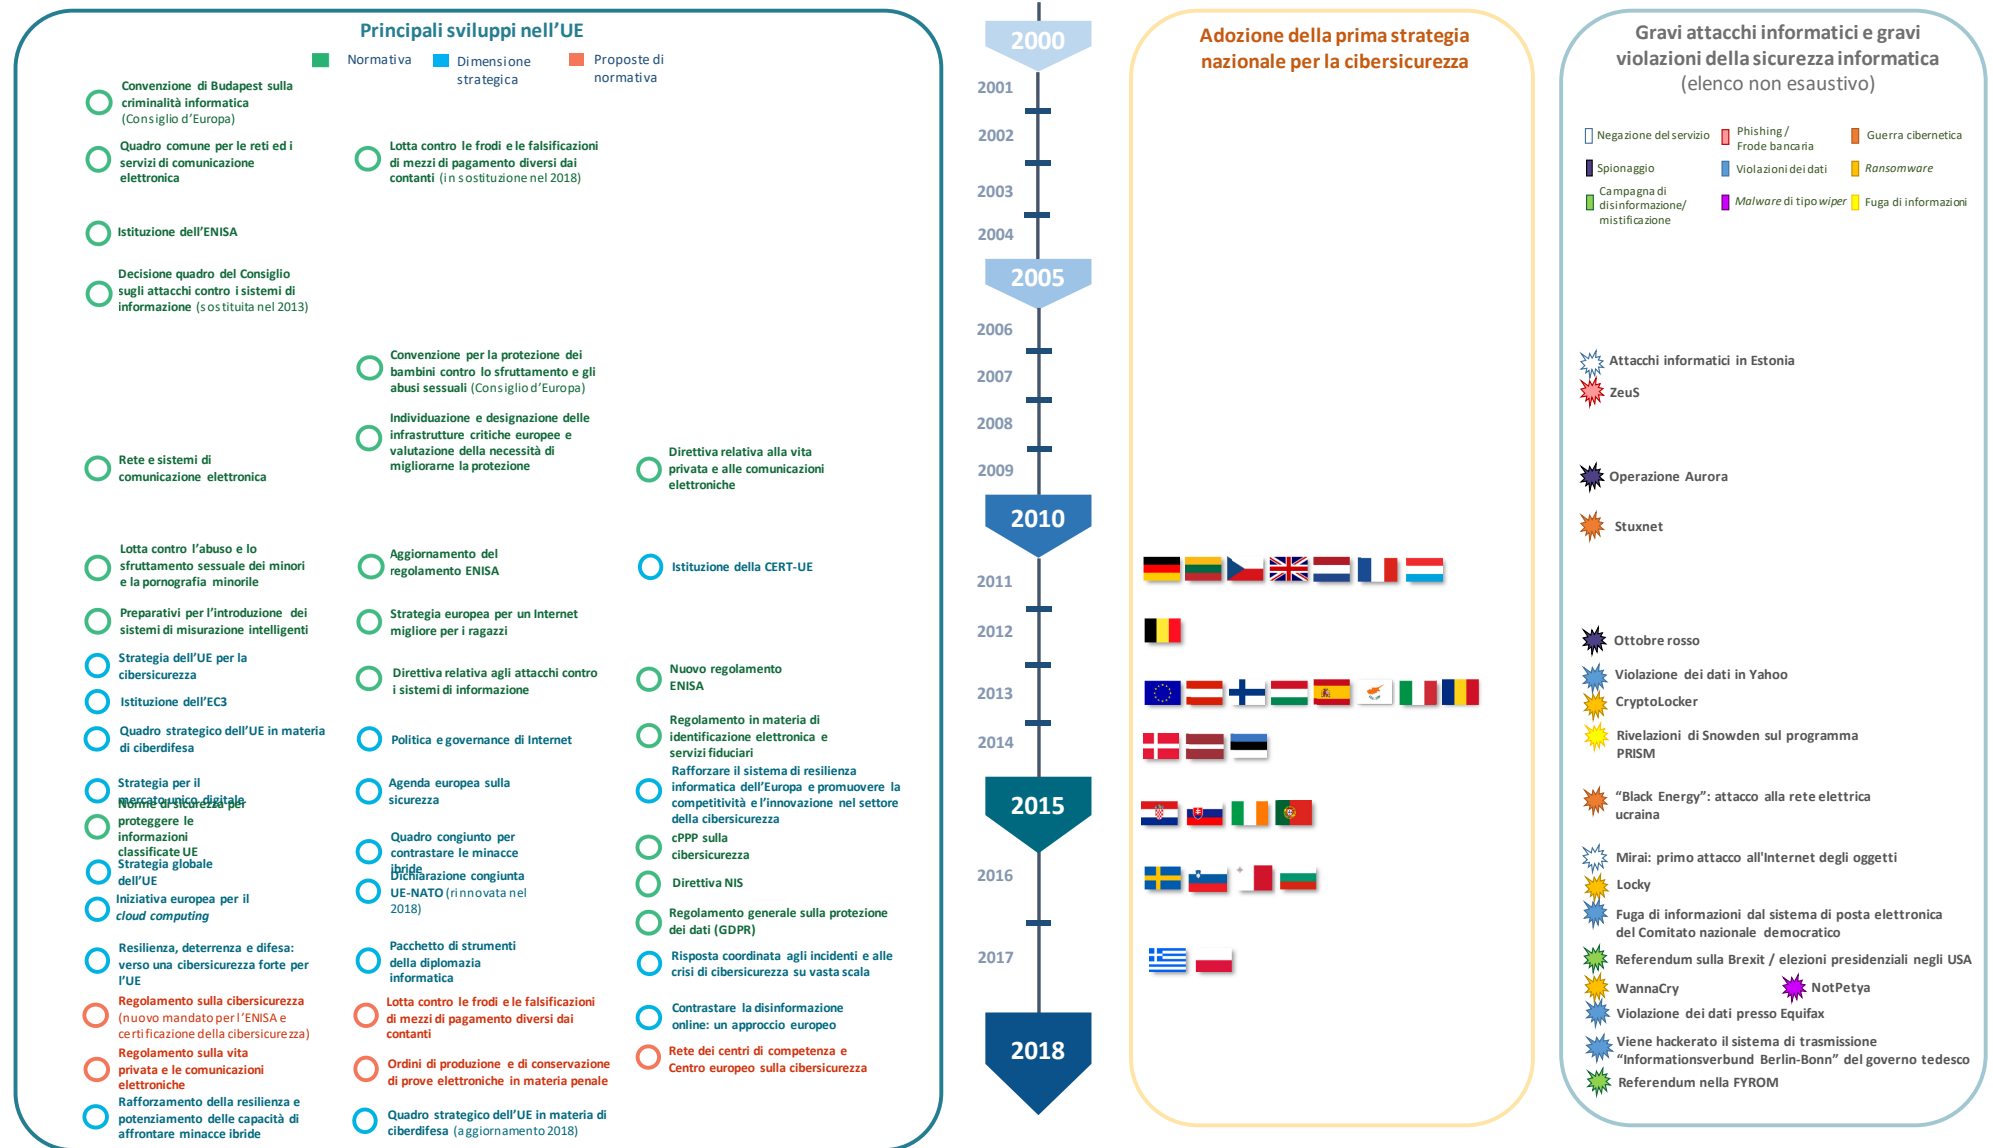 Principali sviluppi nell'UE
Normativa
Dimensione
strategica
Proposte di
normativa
Convenzione di Budapest sulla
criminalità informatica
(Consiglio d'Europa)
Quadro comune per le reti ed i
servizi di comunicazione
elettronica
Lotta contro le frodi e le falsificazioni
di mezzi di pagamento diversi dai
contanti (in sostituzione nel 2018)
Istituzione dell'ENISA
Decisione quadro del Consiglio
sugli attacchi contro i sistemi di
informazione (sostituita nel 2013)
Convenzione per la protezione dei
bambini contro lo sfruttamento e gli
abusi sessuali (Consiglio d'Europa)
Individuazione e designazione delle
infrastrutture critiche europee e
valutazione della necessità di
migliorarne la protezione
Rete e sistemi di
comunicazione elettronica
Direttiva relativa alla vita
privata e alle comunicazioni
elettroniche
Lotta contro l'abuso e lo
sfruttamento sessuale dei minori
e la pornografia minorile
Aggiornamento del
regolamento ENISA
Istituzione della CERT-UE
Preparativi per l'introduzione dei
sistemi di misurazione intelligenti
Strategia europea per un Internet
migliore per i ragazzi
Strategia dell'UE per la
cibersicurezza
Direttiva relativa agli attacchi contro
i sistemi di informazione
Nuovo regolamento
ENISA
Istituzione dell'EC3
Quadro strategico dell'UE in materia
di ciberdifesa
Politica e governance di Internet
Regolamento in materia di
identificazione elettronica e
servizi fiduciari
Strategia per il
mercato unico digitale
Agenda europea sulla
sicurezza
Rafforzare il sistema di resilienza
informatica dell'Europa e promuovere la
competitività e l'innovazione nel settore
della cibersicurezza
Norme di sicurezza per
proteggere le
informazioni
classificate UE
Quadro congiunto per
contrastare le minacce
ibride
cPPP sulla
cibersicurezza
Strategia globale
dell'UE
Dichiarazione congiunta
UE-NATO (rinnovata nel
2018)
Direttiva NIS
Iniziativa europea per il
cloud computing
Regolamento generale sulla protezione
dei dati (GDPR)
Resilienza, deterrenza e difesa:
verso una cibersicurezza forte per
l'UE
Pacchetto di strumenti
della diplomazia
informatica
Risposta coordinata agli incidenti e alle
crisi di cibersicurezza su vasta scala
Regolamento sulla cibersicurezza
(nuovo mandato per l'ENISA e
certificazione della cibersicurezza)
Lotta contro le frodi e le falsificazioni
di mezzi di pagamento diversi dai
contanti
Contrastare la disinformazione
online: un approccio europeo
Regolamento sulla vita
privata e le comunicazioni
elettroniche
Ordini di produzione e di conservazione
di prove elettroniche in materia penale
Rete dei centri di competenza e
Centro europeo sulla cibersicurezza
Rafforzamento della resilienza e
potenziamento delle capacità di
affrontare minacce ibride
Quadro strategico dell'UE in materia di
ciberdifesa (aggiornamento 2018)
2000
2001
2002
2003
2004
2005
2006
2007
2008
2009
2010
2011
2012
2013
2014
2015
2016
2017
2018
Adozione della prima strategia
nazionale per la cibersicurezza
Gravi attacchi informatici e gravi
violazioni della sicurezza informatica
(elenco non esaustivo)
Negazione del servizio
Phishing /
Frode bancaria
Guerra cibernetica
Spionaggio
Violazioni dei dati
Ransomware
Campagna di
disinformazione/
mistificazione
Malware di tipo wiper
Fuga di informazioni
Attacchi informatici in Estonia
ZeuS
Operazione Aurora
Stuxnet
Ottobre rosso
Violazione dei dati in Yahoo
CryptoLocker
Rivelazioni di Snowden sul programma
PRISM
“Black Energy”: attacco alla rete elettrica
ucraina
Mirai: primo attacco all'Internet degli oggetti
Locky
Fuga di informazioni dal sistema di posta elettronica
del Comitato nazionale democratico
Referendum sulla Brexit / elezioni presidenziali negli USA
WannaCry
NotPetya
Violazione dei dati presso Equifax
Viene hackerato il sistema di trasmissione
“Informationsverbund Berlin-Bonn” del governo tedesco
Referendum nella FYROM